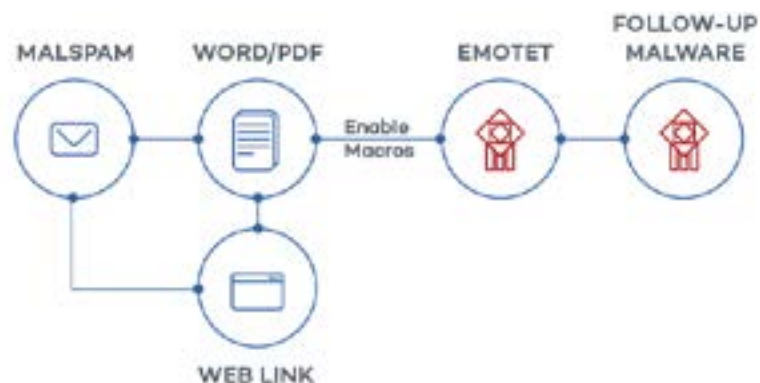 MALSPAM
WORD/PDF
EMOTET
FOLLOW-UP
MALWARE
Enable
Macros
WEB LINK